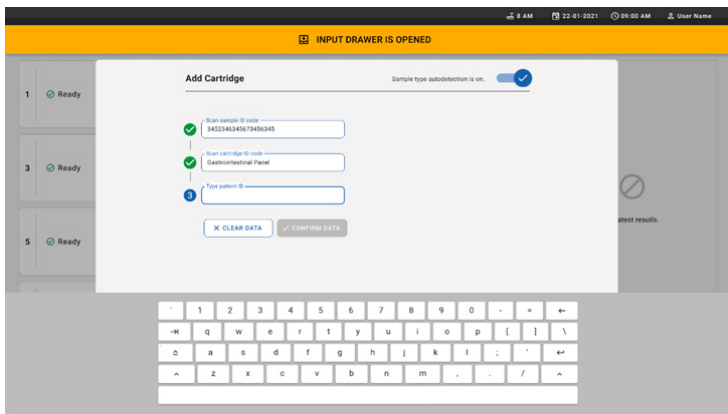 8 AM 22-01-2021 09:00 AM User Name
INPUT DRAWER IS OPENED
Add Cartridge
Sample type autodetection is on.
1 Ready
Scan sample ID code
3452346345673456345
Scan cartridge ID code
Gastrointestinal Panel
3 Ready
3
Type patient ID
CLEAR DATA
CONFIRM DATA
atest resutls.
5 Ready
` 1 2 3 4 5 6 7 8 9 0 - =
q w e r t y u i o p [ ] \
a s d f g h j k l ; '
z x c v b n m , . /